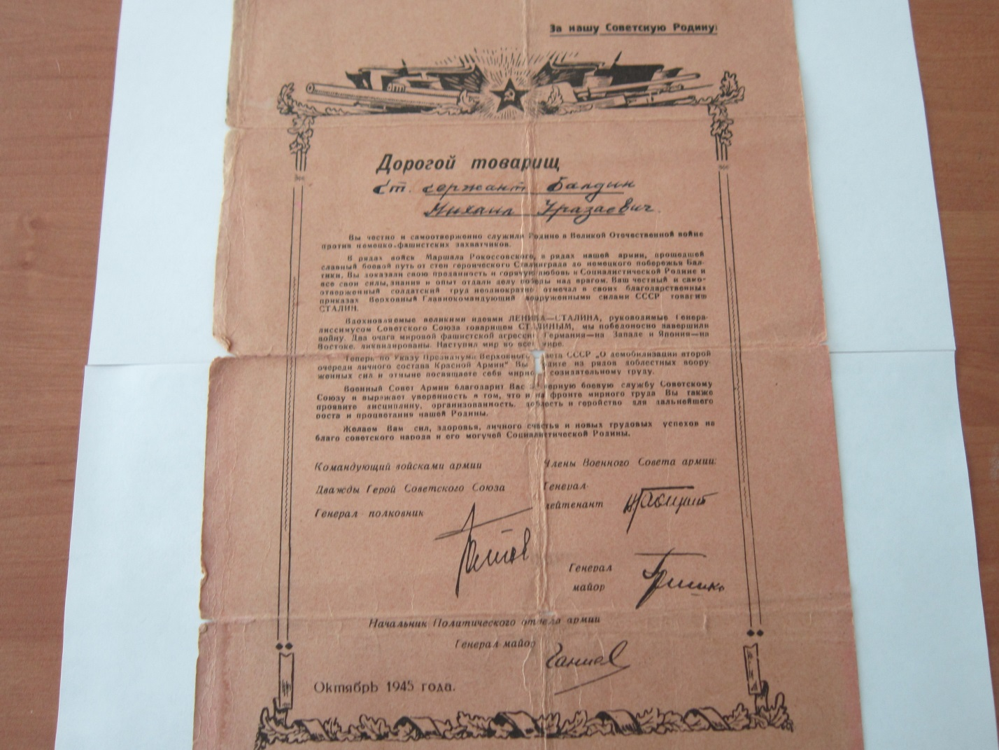 За нашу Советскую Родину!
Дорогой товарищ
Ст. сержант Балдин
Михаил Уразаевич.
Вы честно и самоотверженно служили Родине в Великой Отечественной войне
против немецко-фашистских захватчиков.
В рядах войск Маршала Рокоссовского, в рядах нашей армии, прошедшей
славный боевой путь от стен героического Сталинграда до немецкого побережья Бал-
тики, Вы доказали свою преданность и горячую любовь к Социалистической Родине и
все свои силы, знания и опыт отдали делу победы над врагом. Ваш честный и само-
отверженный солдатский труд неоднократно отмечал в своих благодарственных
приказах Верховный Главнокомандующий вооруженными силами СССР товарищ
СТАЛИН.
Вдохновляемые великими идеями ЛЕНИНА—СТАЛИНА, руководимые Генера-
лиссимусом Советского Союза товарищем СТАЛИНЫМ, мы победоносно завершили
войну. Два очага мировой фашистской агрессии Германия—на Западе и Япония—на
Востоке, ликвидированы. Наступил мир во всем мире.
Теперь по Указу Президиума Верховного Совета СССР „О демобилизации второй
очереди личного состава Красной Армии" Вы
из рядов доблестных воору-
женных сил и отныне посвящаете себя мирному созидательному труду.
Военный Совет Армии благодарит Вас за верную боевую службу Советскому
Союзу и выражает уверенность в том, что и на фронте мирного труда Вы также
проявите дисциплину, организованность, доблесть и геройство для дальнейшего
роста и процветания нашей Родины.
Желаем Вам сил, здоровья, личного счастья и новых трудовых успехов на
благо советского народа и его могучей Социалистической Родины.
Командующий войсками армии
Дважды Герой Советского Союза
Генерал-полковник
Члены Военного Совета армии:
Генерал-
лейтенант
Генерал
майор
Начальник Политического отдела армии
Генерал-майор
Октябрь 1945 года.